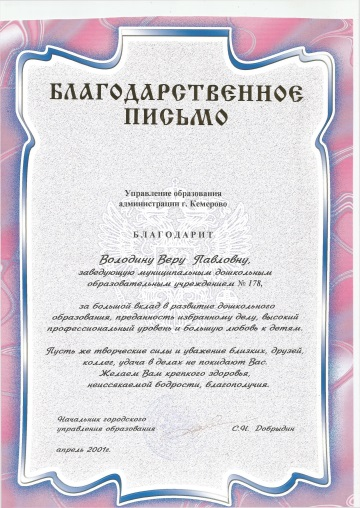 БЛАГОДАРСТВЕННОЕ
ПИСЬМО
Управление образования
администрации г. Кемерово
БЛАГОДАРИТ
Володину Веру Павловну,
заведующую муниципальным дошкольным
образовательным учреждением № 178,
за большой вклад в развитие дошкольного
образования, преданность избранному делу, высокий
профессиональный уровень и большую любовь к детям.
Пусть же творческие силы и уважение близких, друзей,
коллег, удача в делах не покидают Вас.
Желаем Вам крепкого здоровья,
неиссякаемой бодрости, благополучия.
Начальник городского
управления образования С.И. Добрыдин
апрель 2001г.